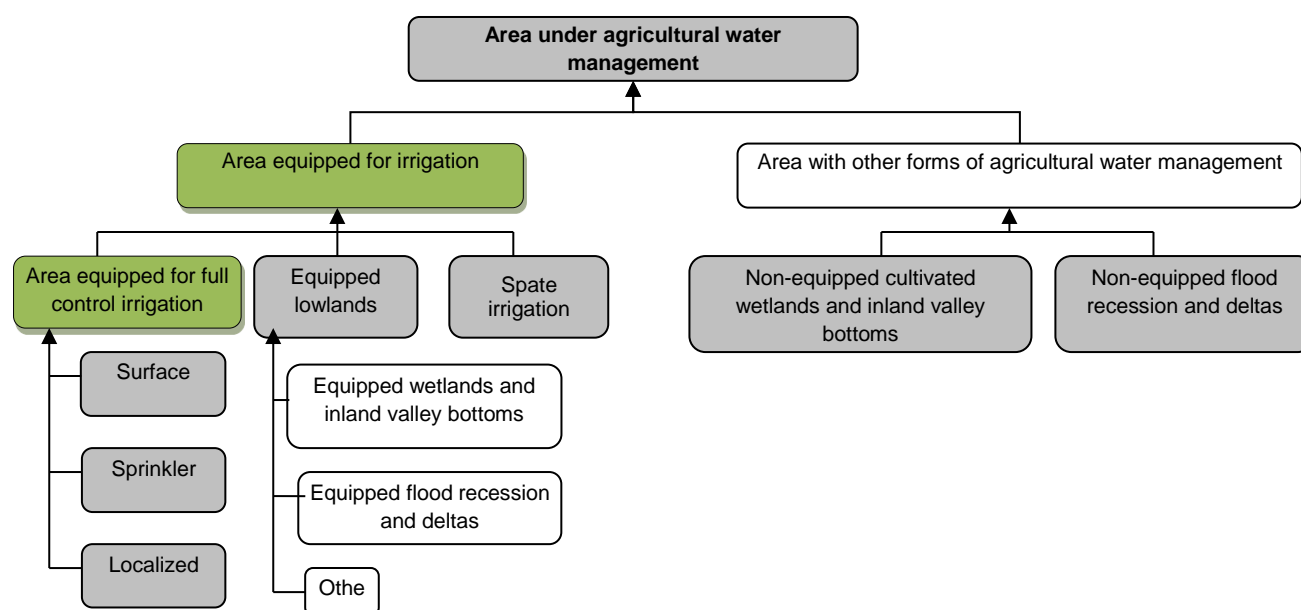 Area under agricultural water
management
Area equipped for irrigation
Area with other forms of agricultural water management
Area equipped for full
control irrigation
Equipped
lowlands
Spate
irrigation
Non-equipped cultivated
wetlands and inland valley
bottoms
Non-equipped flood
recession and deltas
Surface
Sprinkler
Localized
Equipped wetlands and
inland valley bottoms
Equipped flood recession
and deltas
Othe